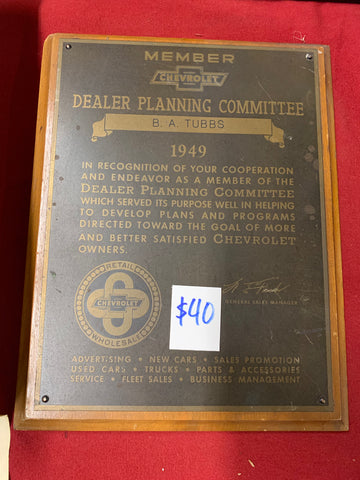 MEMBER
CHEVROLET
DEALER PLANNING COMMITTEE
B. A. TUBBS
1949
IN RECOGNITION OF YOUR COOPERATION
AND ENDEAVOR AS A MEMBER OF THE
DEALER PLANNING COMMITTEE
WHICH SERVED ITS PURPOSE WELL IN HELPING
TO DEVELOP PLANS AND PROGRAMS
DIRECTED TOWARD THE GOAL OF MORE
AND BETTER SATISFIED CHEVROLET
OWNERS.
RETAIL
CHEVROLET
WHOLESALE
GENERAL SALES MANAGER
$40
ADVERTISING • NEW CARS • SALES PROMOTION
USED CARS • TRUCKS • PARTS & ACCESSORIES
SERVICE • FLEET SALES • BUSINESS MANAGEMENT